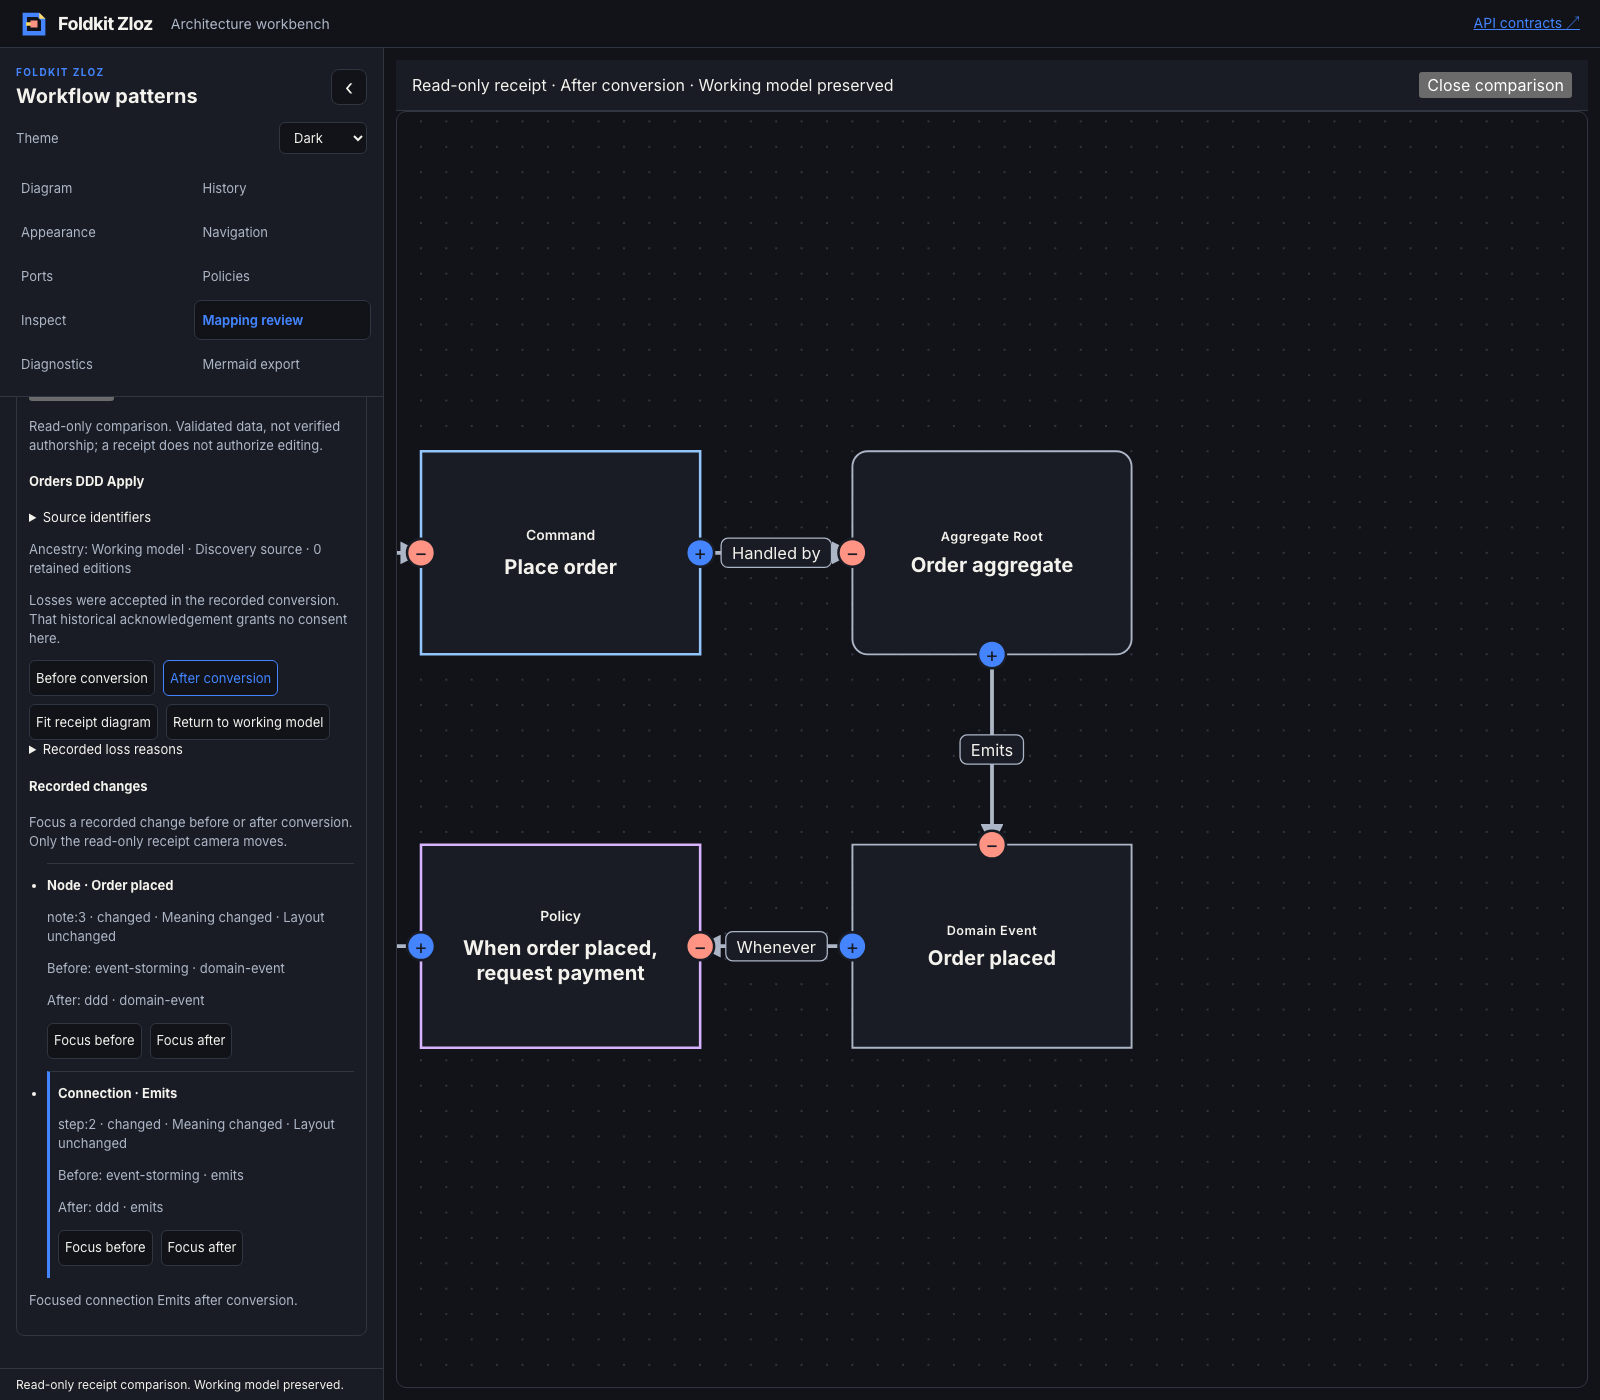 Foldkit Zloz
Architecture workbench
API contracts ↗
FOLDKIT ZLOZ
Workflow patterns
Theme
Dark
Diagram
History
Appearance
Navigation
Ports
Policies
Inspect
Mapping review
Diagnostics
Mermaid export
Read-only comparison. Validated data, not verified
authorship; a receipt does not authorize editing.
Orders DDD Apply
Source identifiers
Ancestry: Working model · Discovery source · 0
retained editions
Losses were accepted in the recorded conversion.
That historical acknowledgement grants no consent
here.
Before conversion
After conversion
Fit receipt diagram
Return to working model
Recorded loss reasons
Recorded changes
Focus a recorded change before or after conversion.
Only the read-only receipt camera moves.
• Node · Order placed
note:3 · changed · Meaning changed · Layout
unchanged
Before: event-storming · domain-event
After: ddd · domain-event
Focus before
Focus after
• Connection · Emits
step:2 · changed · Meaning changed · Layout
unchanged
Before: event-storming · emits
After: ddd · emits
Focus before
Focus after
Focused connection Emits after conversion.
Read-only receipt comparison. Working model preserved.
Read-only receipt · After conversion · Working model preserved
Close comparison
Command
Place order
Handled by
Aggregate Root
Order aggregate
Emits
Policy
When order placed,
request payment
Whenever
Domain Event
Order placed